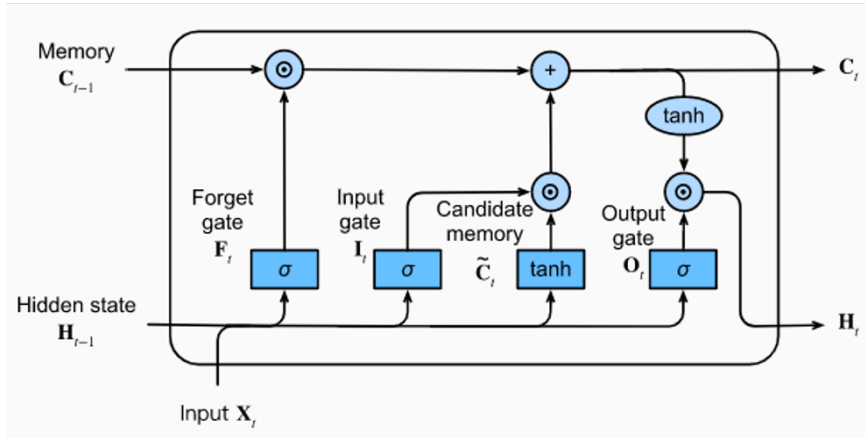 Memory
C_{t-1}
C_t
tanh
Forget
gate
F_t
Input
gate
I_t
Candidate
memory
C̃_t
Output
gate
O_t
σ
σ
tanh
σ
Hidden state
H_{t-1}
H_t
Input X_t
⊙
+
⊙
⊙